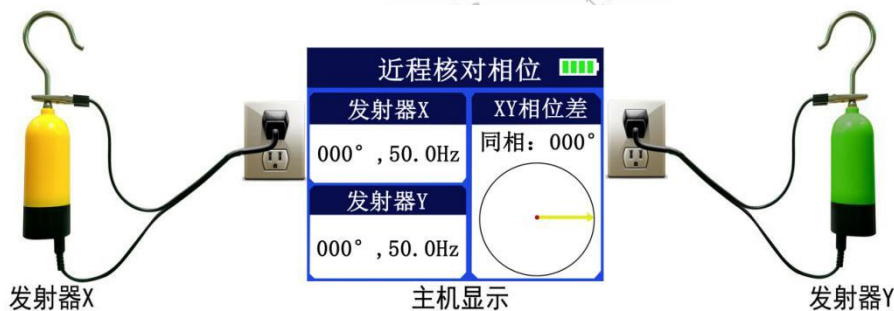 近程核对相位
发射器X
000°,50.0Hz
发射器Y
000°,50.0Hz
XY相位差
同相：000°
发射器X
主机显示
发射器Y